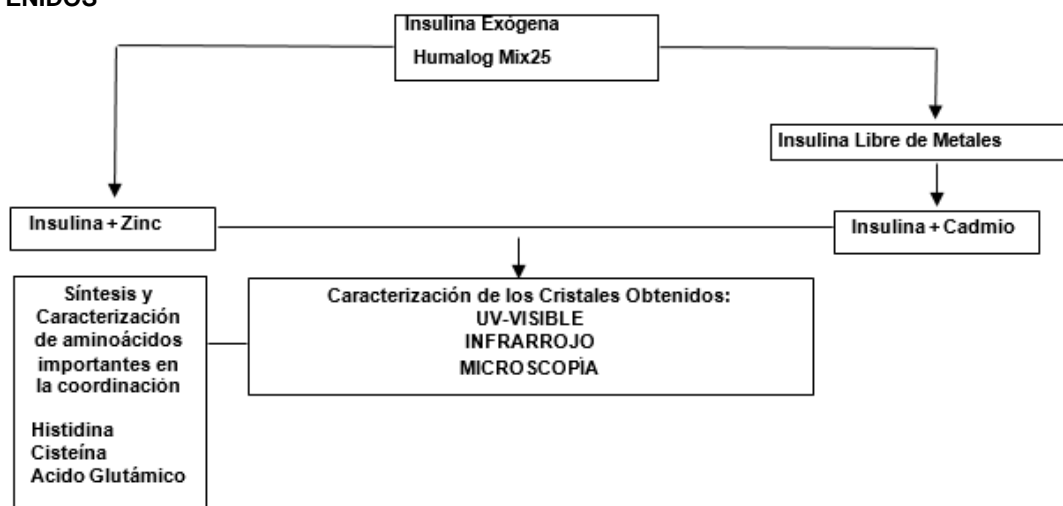 ENIDOS
Insulina Exógena
Humalog Mix25
Insulina Libre de Metales
Insulina + Zinc
Insulina + Cadmio
Síntesis y
Caracterización
de aminoácidos
importantes en
la coordinación
Histidina
Cisteína
Acido Glutámico
Caracterización de los Cristales Obtenidos:
UV-VISIBLE
INFRARROJO
MICROSCOPÌA